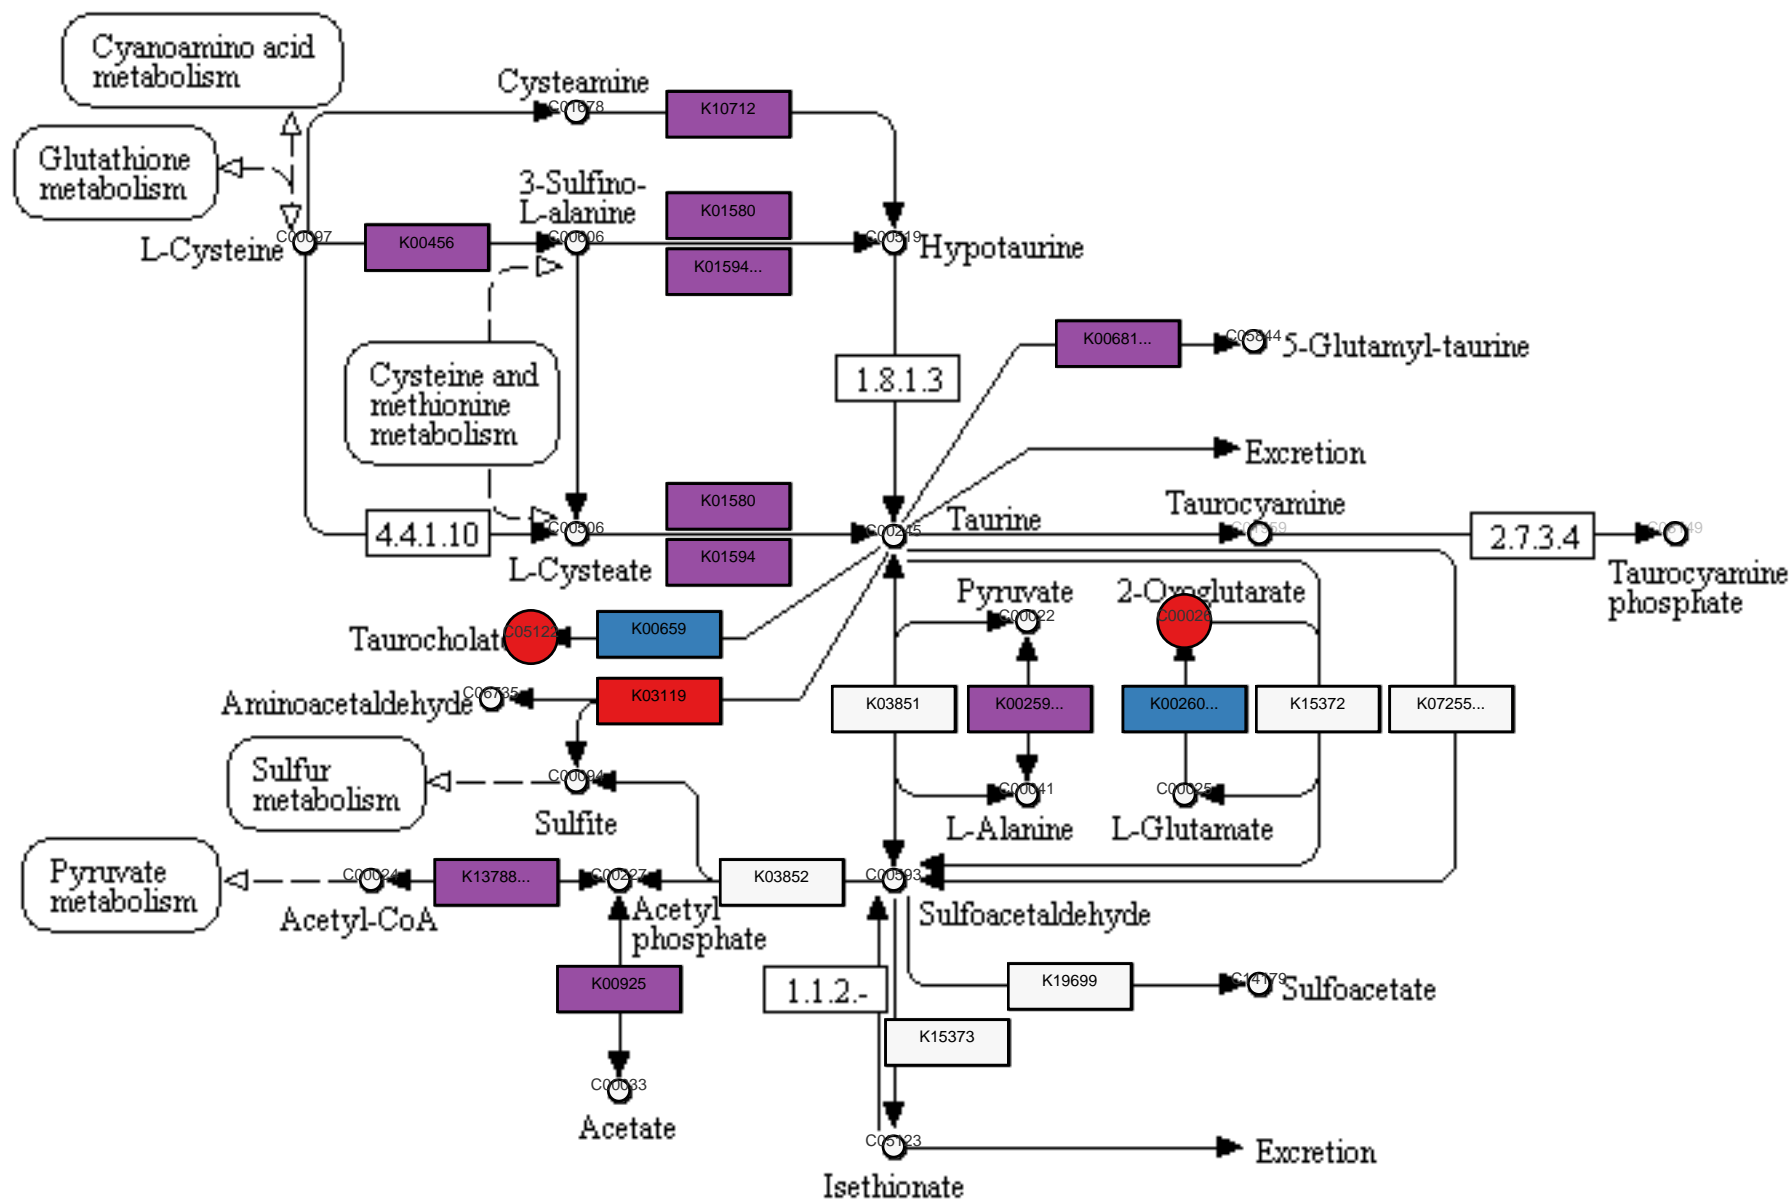 Cyanoamino acid
metabolism
Cysteamine
C01678
K10712
Glutathione
metabolism
3-Sulfino-
L-alanine
K01580
L-Cysteine
C00097
K00456
C00606
C00519
Hypotaurine
K01594...
K00681...
C05844
5-Glutamyl-taurine
Cysteine and
methionine
metabolism
1.8.1.3
Excretion
K01580
Taurocyamine
4.4.1.10
C00506
C00245
Taurine
C01959
2.7.3.4
C03149
L-Cysteate
K01594
Taurocyamine
phosphate
Pyruvate
2-Oxoglutarate
C00022
C00026
Taurocholate
C05122
K00659
Aminoacetaldehyde
C06735
K03119
K03851
K00259...
K00260...
K15372
K07255...
Sulfur
metabolism
C00094
Sulfite
C00041
C00025
L-Alanine
L-Glutamate
Pyruvate
metabolism
C00024
K13788...
C00227
K03852
C00593
Acetyl-CoA
Acetyl
phosphate
Sulfoacetaldehyde
K00925
1.1.2.-
K19699
C14179
Sulfoacetate
K15373
C00033
Acetate
C05123
Excretion
Isethionate